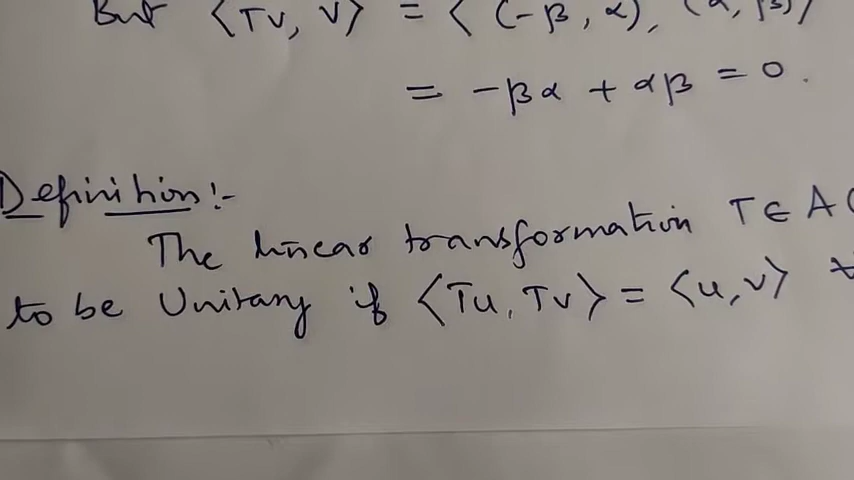 But ⟨Tv, v⟩ = ⟨(-β, α), (α, β)⟩
= -βα + αβ = 0.
Definition:-
The linear transformation T ∈ A(
to be Unitary if ⟨Tu, Tv⟩ = ⟨u, v⟩